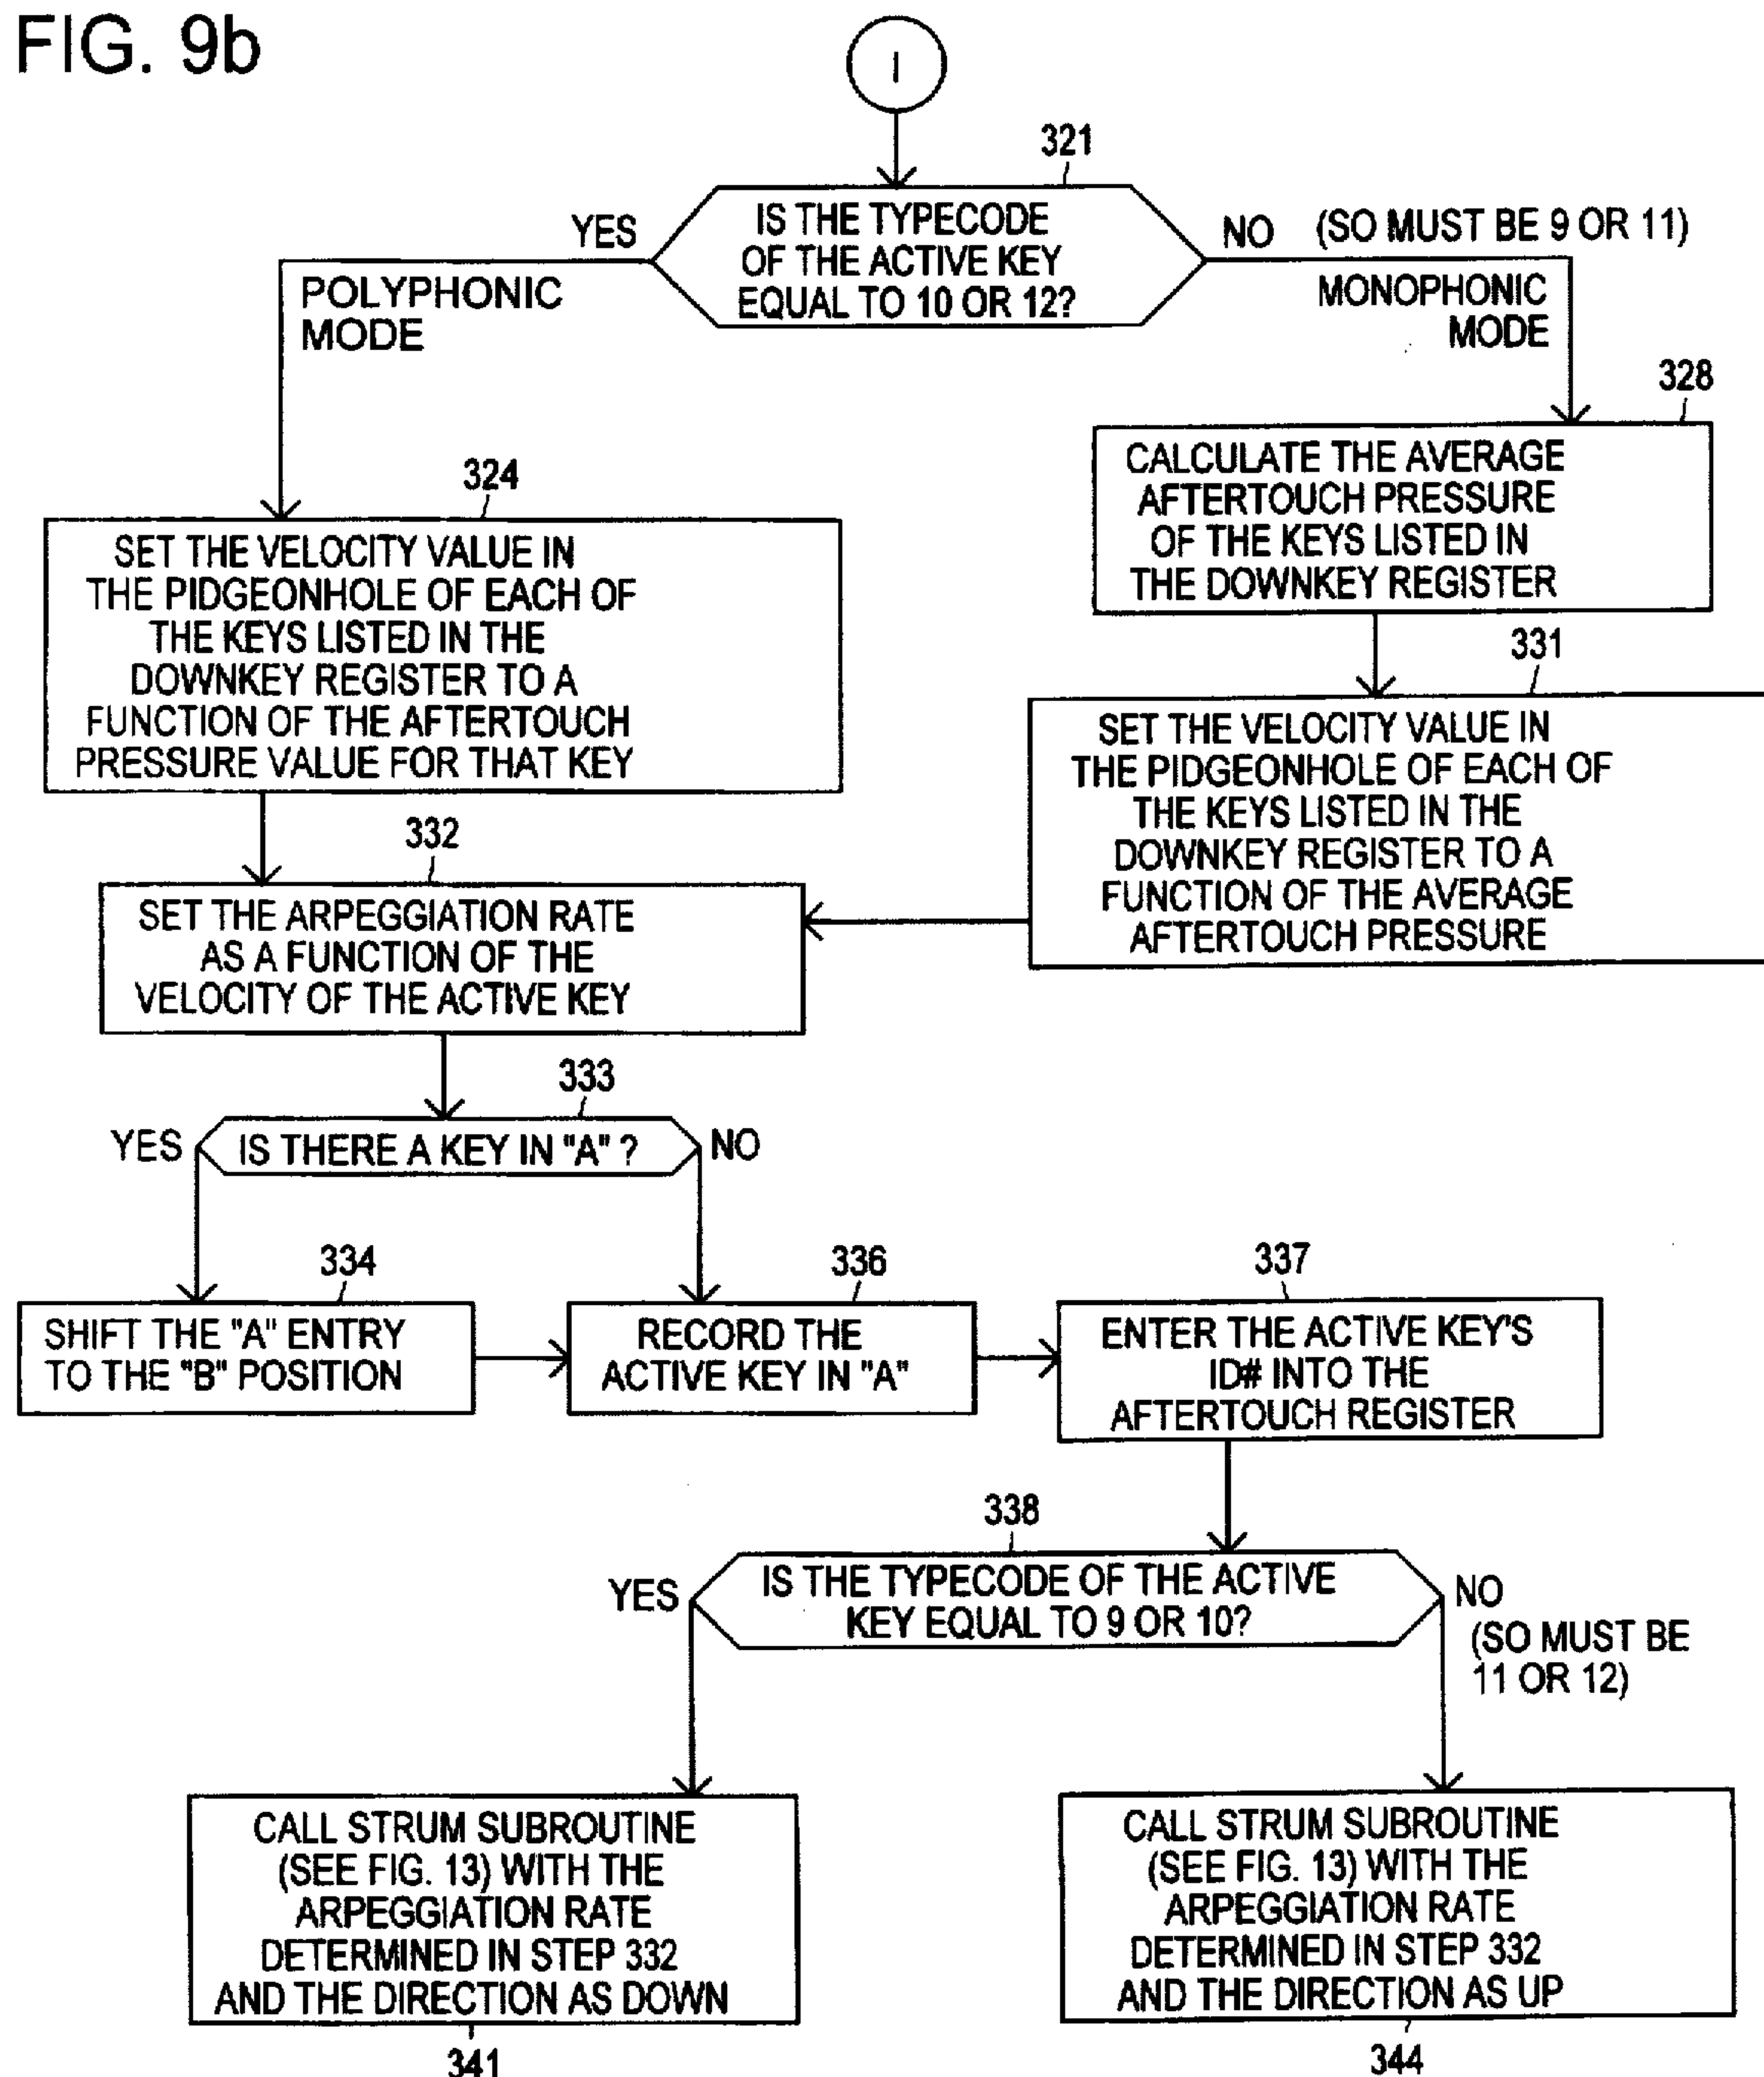 FIG. 9b
I
321
IS THE TYPECODE
OF THE ACTIVE KEY
EQUAL TO 10 OR 12?
YES
POLYPHONIC
MODE
NO (SO MUST BE 9 OR 11)
MONOPHONIC
MODE
324
SET THE VELOCITY VALUE IN
THE PIDGEONHOLE OF EACH OF
THE KEYS LISTED IN THE
DOWNKEY REGISTER TO A
FUNCTION OF THE AFTERTOUCH
PRESSURE VALUE FOR THAT KEY
328
CALCULATE THE AVERAGE
AFTERTOUCH PRESSURE
OF THE KEYS LISTED IN
THE DOWNKEY REGISTER
331
SET THE VELOCITY VALUE IN
THE PIDGEONHOLE OF EACH OF
THE KEYS LISTED IN THE
DOWNKEY REGISTER TO A
FUNCTION OF THE AVERAGE
AFTERTOUCH PRESSURE
332
SET THE ARPEGGIATION RATE
AS A FUNCTION OF THE
VELOCITY OF THE ACTIVE KEY
333
YES
IS THERE A KEY IN "A" ?
NO
334
SHIFT THE "A" ENTRY
TO THE "B" POSITION
336
RECORD THE
ACTIVE KEY IN "A"
337
ENTER THE ACTIVE KEY'S
ID# INTO THE
AFTERTOUCH REGISTER
338
YES
IS THE TYPECODE OF THE ACTIVE
KEY EQUAL TO 9 OR 10?
NO
(SO MUST BE
11 OR 12)
CALL STRUM SUBROUTINE
(SEE FIG. 13) WITH THE
ARPEGGIATION RATE
DETERMINED IN STEP 332
AND THE DIRECTION AS DOWN
341
CALL STRUM SUBROUTINE
(SEE FIG. 13) WITH THE
ARPEGGIATION RATE
DETERMINED IN STEP 332
AND THE DIRECTION AS UP
344